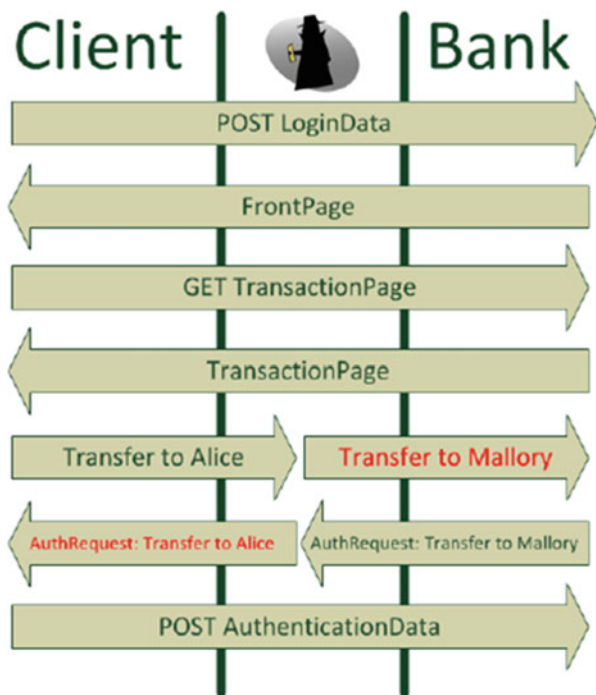 Client Bank
POST LoginData
FrontPage
GET TransactionPage
TransactionPage
Transfer to Alice Transfer to Mallory
AuthRequest: Transfer to Alice AuthRequest: Transfer to Mallory
POST AuthenticationData